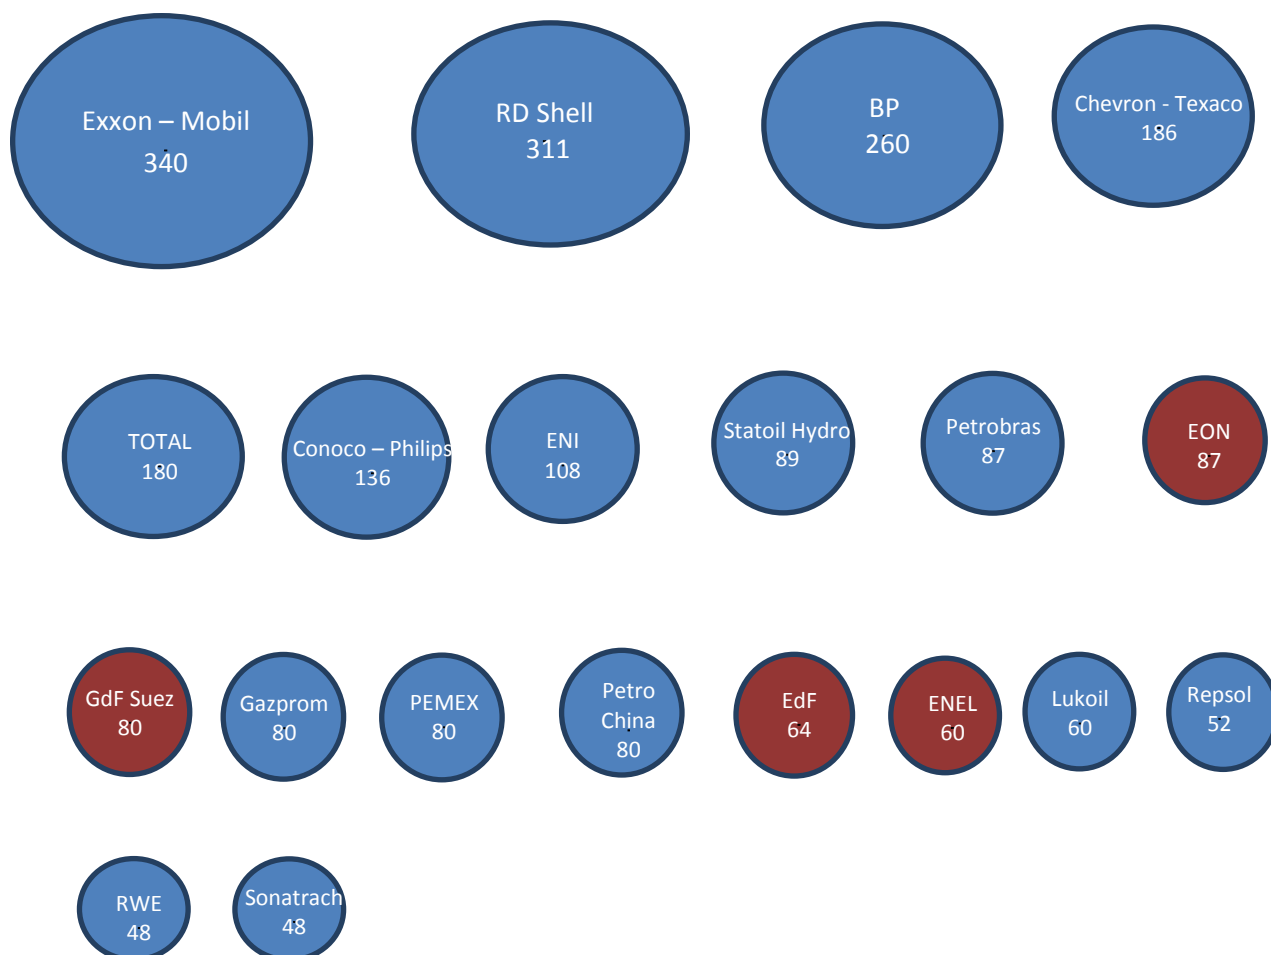 Exxon – Mobil
340
RD Shell
311
BP
260
Chevron - Texaco
186
TOTAL
180
Conoco – Philips
136
ENI
108
Statoil Hydro
89
Petrobras
87
EON
87
GdF Suez
80
Gazprom
80
PEMEX
80
Petro
China
80
EdF
64
ENEL
60
Lukoil
60
Repsol
52
RWE
48
Sonatrach
48